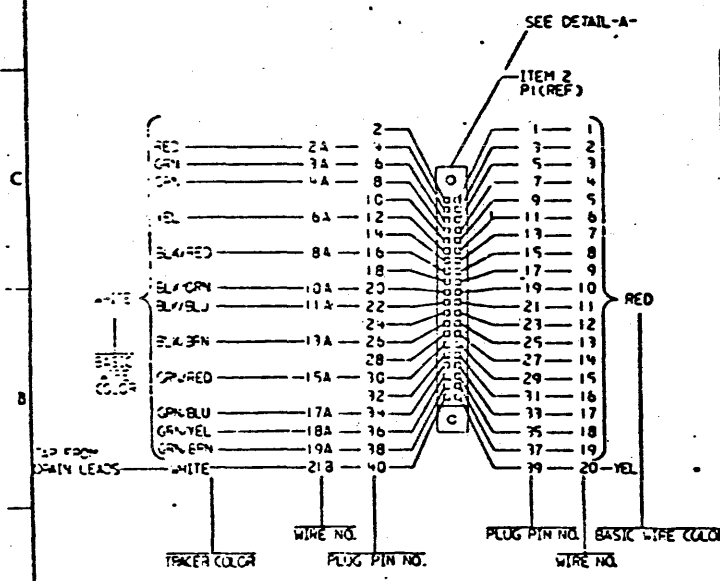 SEE DETAIL-A-
ITEM 2
P1(REF)
C
2 1 1
RED 2A 4 3 2
GRN 3A 6 5 3
4A 8 7 4
10 9 5
YEL 6A 12 11 6
14 13 7
BLK/RED 8A 16 15 8
18 17 9
WHITE BLK/GRN 10A 20 19 10 RED
BLK/BLU 11A 22 21 11
24 23 12
BLK/BRN 13A 26 25 13
28 27 14
GRN/RED 15A 30 29 15
B 32 31 16
GRN/BLU 17A 34 33 17
GRN/YEL 18A 36 35 18
GRN/BRN 19A 38 37 19
TAP FROM
DRAIN LEADS WHITE 21B 40 39 20 YEL
BASIC
COLOR
WIRE NO. PLUG PIN NO. BASIC WIRE COLOR
TRACER COLOR PLUG PIN NO. WIRE NO.